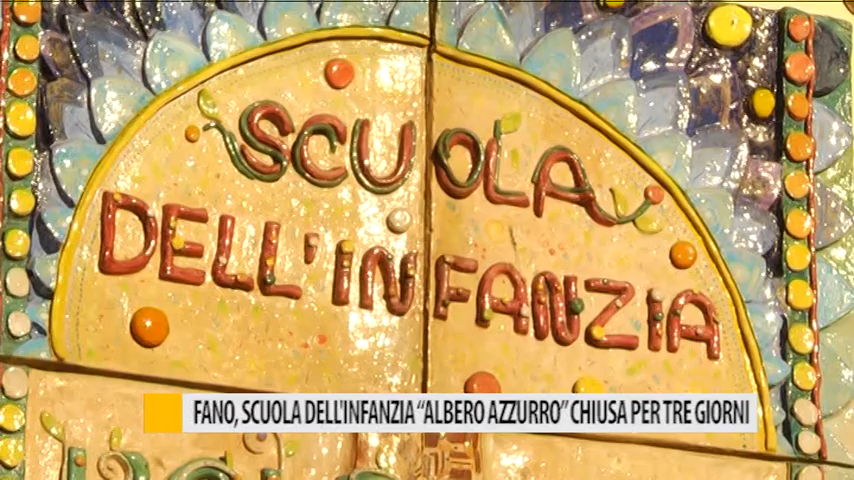 SCUOLA
DELL'INFANZIA
FANO, SCUOLA DELL'INFANZIA “ALBERO AZZURRO” CHIUSA PER TRE GIORNI